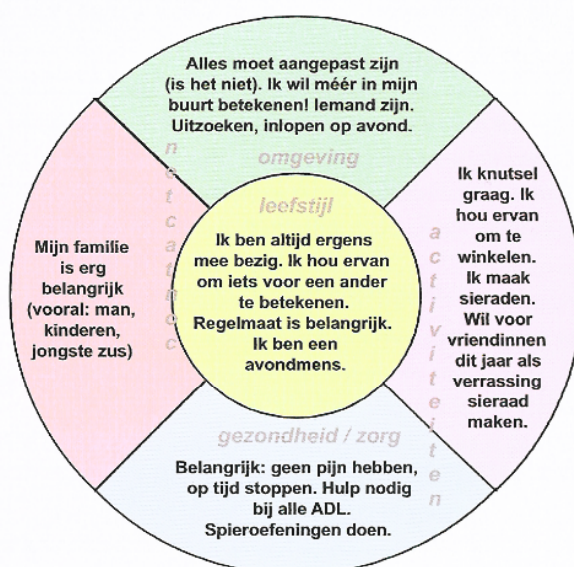 Alles moet aangepast zijn
(is het niet). Ik wil méér in mijn
buurt betekenen! Iemand zijn.
Uitzoeken, inlopen op avond.
omgeving
netcatnoc
Mijn familie
is erg
belangrijk
(vooral: man,
kinderen,
jongste zus)
leefstijl
Ik ben altijd ergens
mee bezig. Ik hou ervan
om iets voor een ander
te betekenen.
Regelmaat is belangrijk.
Ik ben een
avondmens.
activiteiten
Ik knutsel
graag. Ik
hou ervan
om te
winkelen.
Ik maak
sieraden.
Wil voor
vriendinnen
dit jaar als
verrassing
sieraad
maken.
gezondheid / zorg
Belangrijk: geen pijn hebben,
op tijd stoppen. Hulp nodig
bij alle ADL.
Spieroefeningen doen.